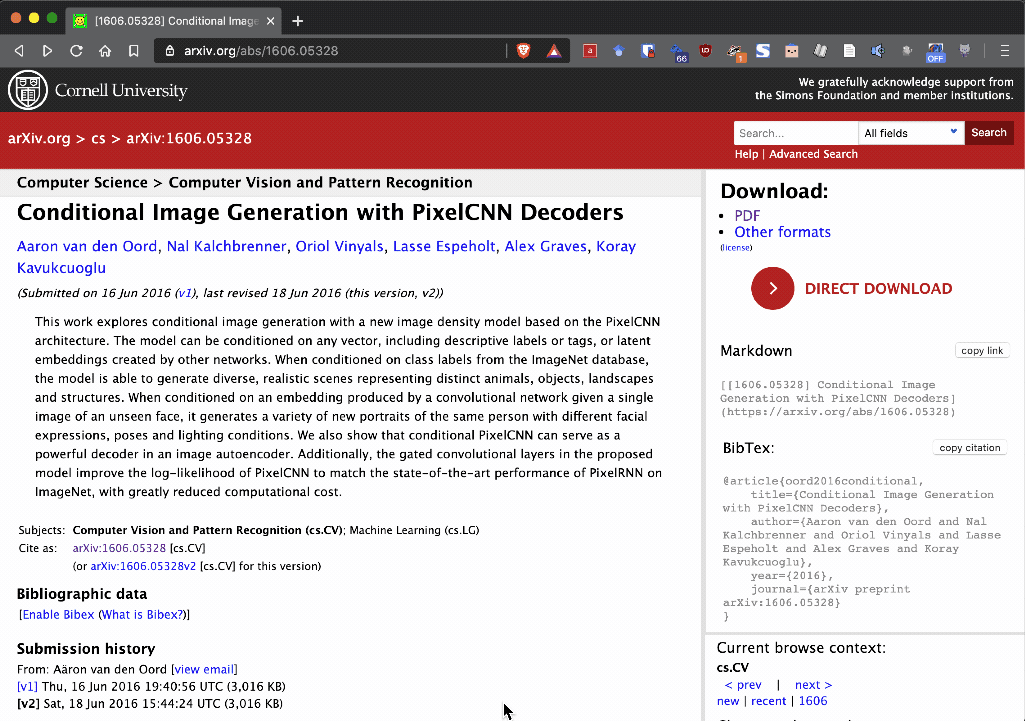 [1606.05328] Conditional Image
arxiv.org/abs/1606.05328
a
66
1
S
OFF
Cornell University
We gratefully acknowledge support from
the Simons Foundation and member institutions.
arXiv.org > cs > arXiv:1606.05328
Search...
All fields
Search
Help | Advanced Search
Computer Science > Computer Vision and Pattern Recognition
Conditional Image Generation with PixelCNN Decoders
Aaron van den Oord, Nal Kalchbrenner, Oriol Vinyals, Lasse Espeholt, Alex Graves, Koray
Kavukcuoglu
(Submitted on 16 Jun 2016 (v1), last revised 18 Jun 2016 (this version, v2))
This work explores conditional image generation with a new image density model based on the PixelCNN
architecture. The model can be conditioned on any vector, including descriptive labels or tags, or latent
embeddings created by other networks. When conditioned on class labels from the ImageNet database,
the model is able to generate diverse, realistic scenes representing distinct animals, objects, landscapes
and structures. When conditioned on an embedding produced by a convolutional network given a single
image of an unseen face, it generates a variety of new portraits of the same person with different facial
expressions, poses and lighting conditions. We also show that conditional PixelCNN can serve as a
powerful decoder in an image autoencoder. Additionally, the gated convolutional layers in the proposed
model improve the log-likelihood of PixelCNN to match the state-of-the-art performance of PixelRNN on
ImageNet, with greatly reduced computational cost.
Subjects: Computer Vision and Pattern Recognition (cs.CV); Machine Learning (cs.LG)
Cite as: arXiv:1606.05328 [cs.CV]
(or arXiv:1606.05328v2 [cs.CV] for this version)
Bibliographic data
[Enable Bibex (What is Bibex?)]
Submission history
From: Aäron van den Oord [view email]
[v1] Thu, 16 Jun 2016 19:40:56 UTC (3,016 KB)
[v2] Sat, 18 Jun 2016 15:44:24 UTC (3,016 KB)
Download:
• PDF
• Other formats
(license)
DIRECT DOWNLOAD
Markdown
copy link
[[1606.05328] Conditional Image
Generation with PixelCNN Decoders]
(https://arxiv.org/abs/1606.05328)
BibTex:
copy citation
@article{oord2016conditional,
title={Conditional Image Generation
with PixelCNN Decoders},
author={Aaron van den Oord and Nal
Kalchbrenner and Oriol Vinyals and Lasse
Espeholt and Alex Graves and Koray
Kavukcuoglu},
year={2016},
journal={arXiv preprint
arXiv:1606.05328}
}
Current browse context:
cs.CV
< prev | next >
new | recent | 1606